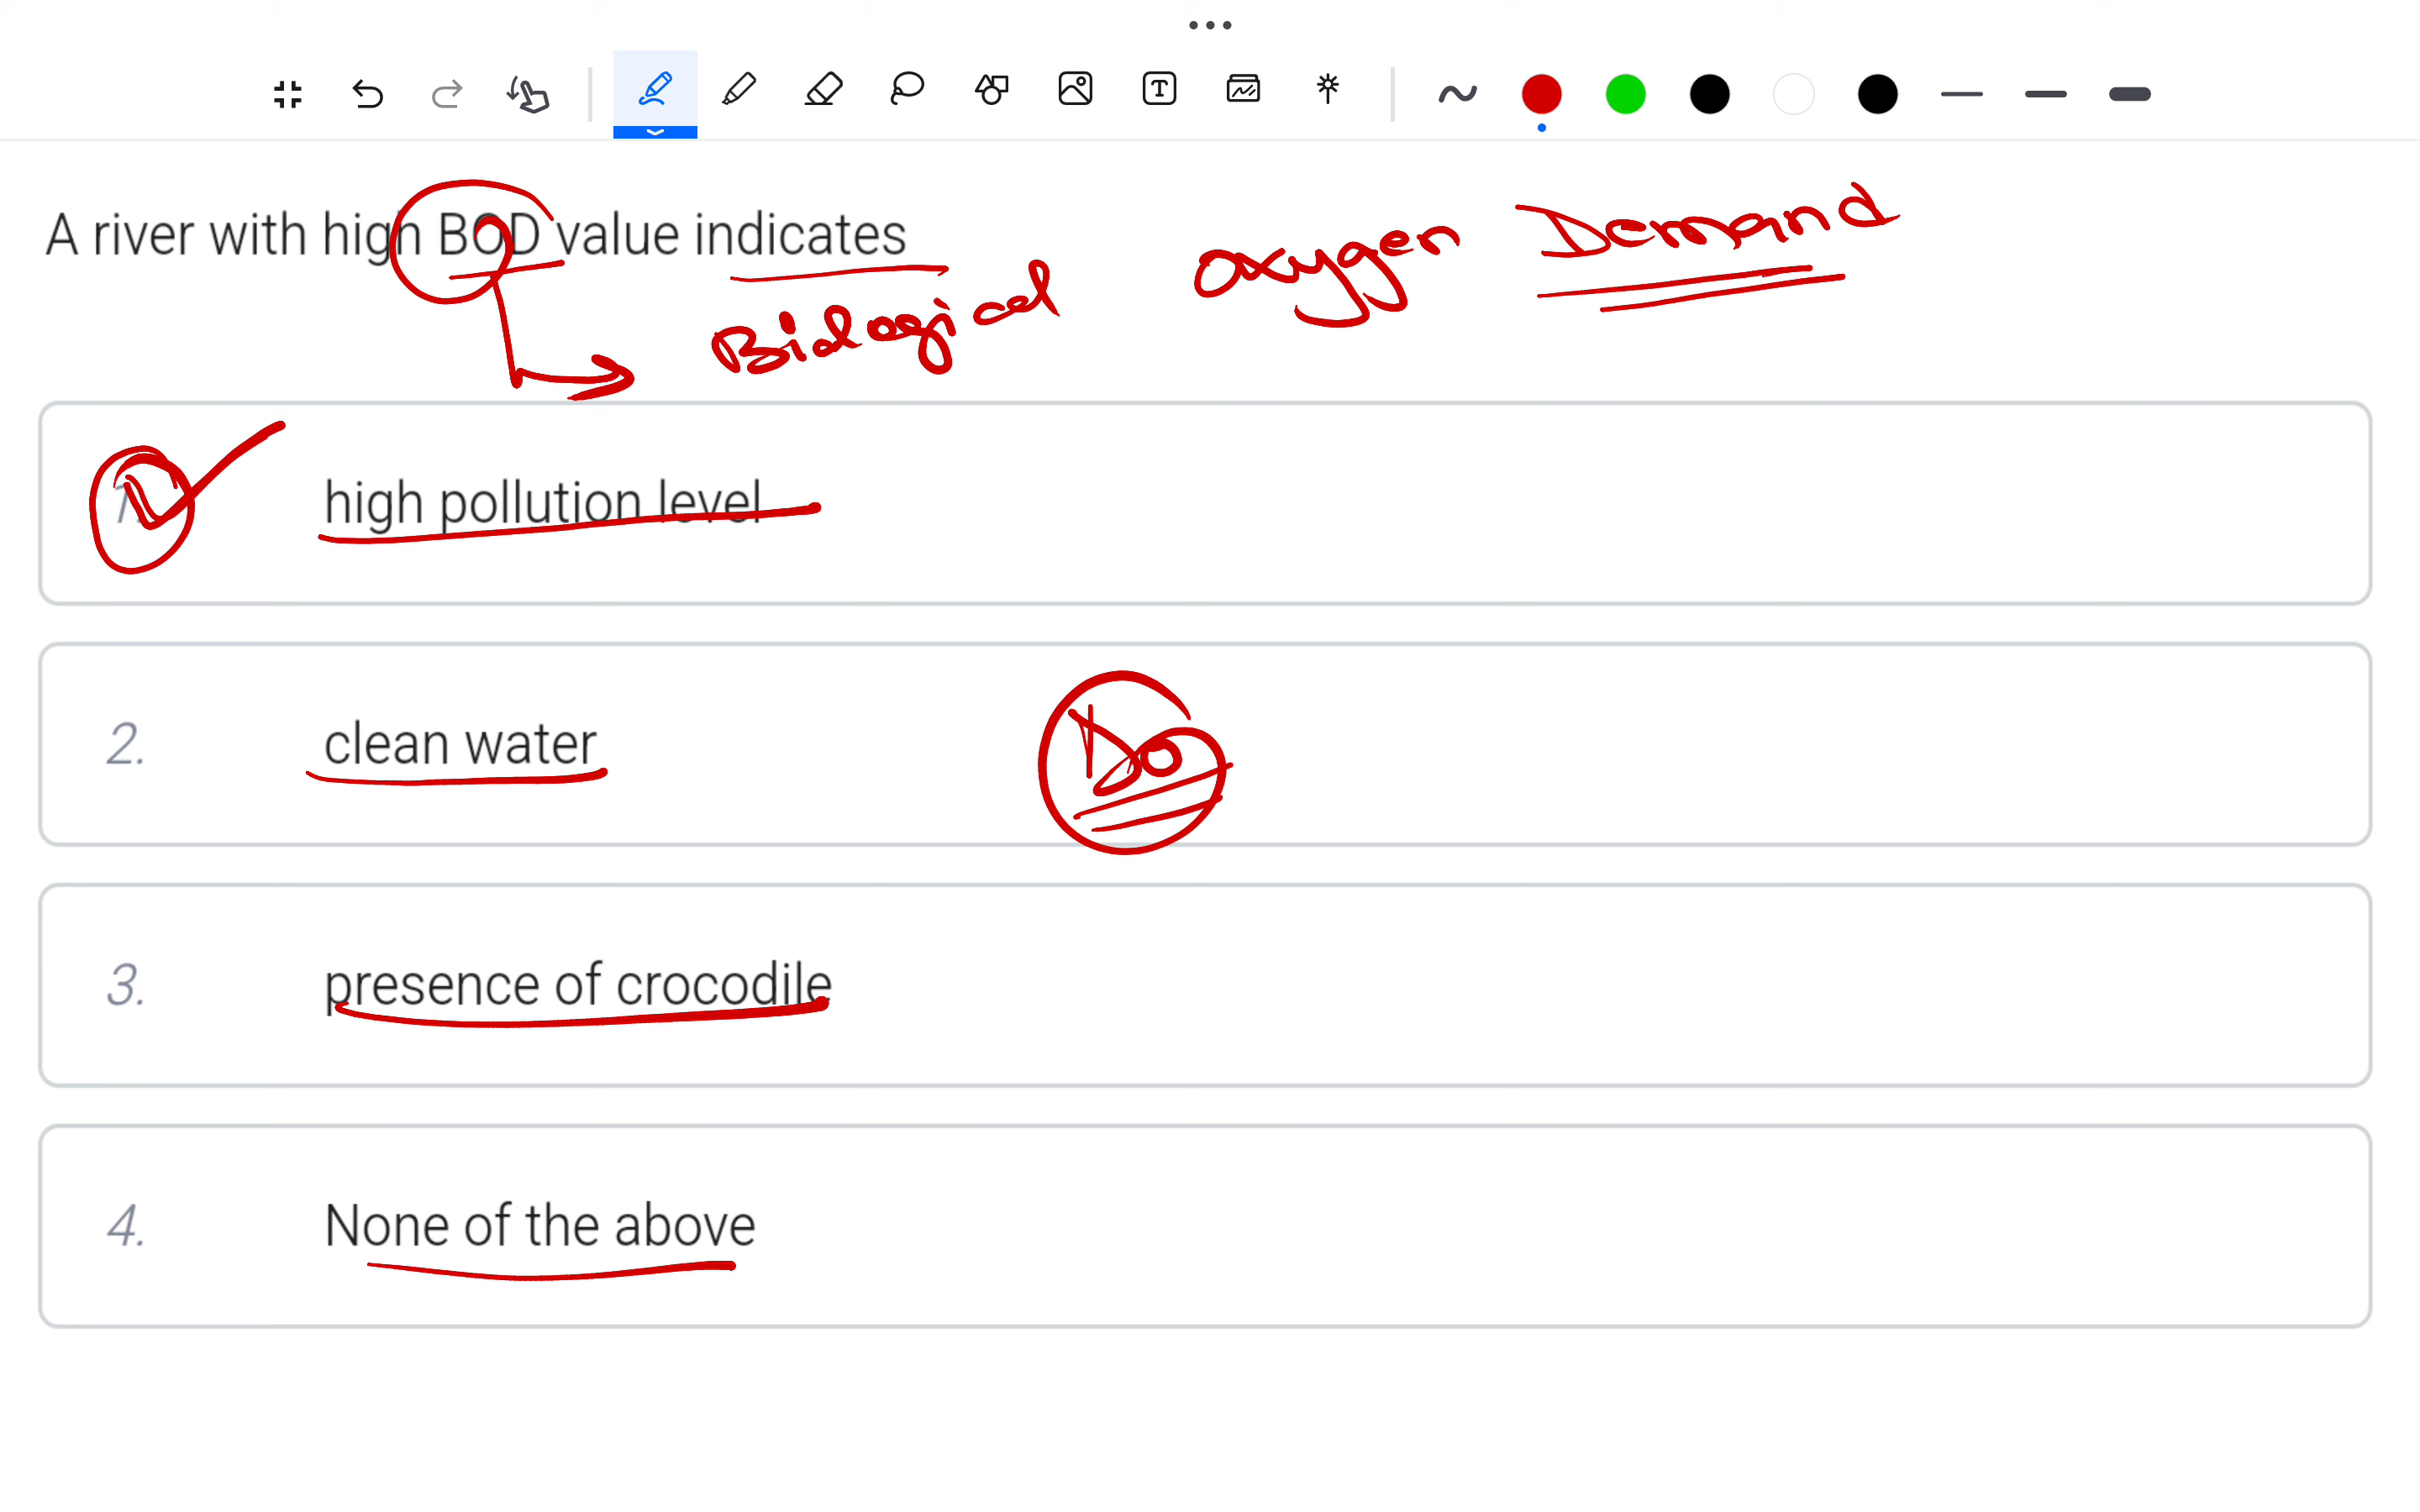 A river with high BOD value indicates
Biological Oxygen Demand
1. high pollution level
2. clean water
DO
3. presence of crocodile
4. None of the above